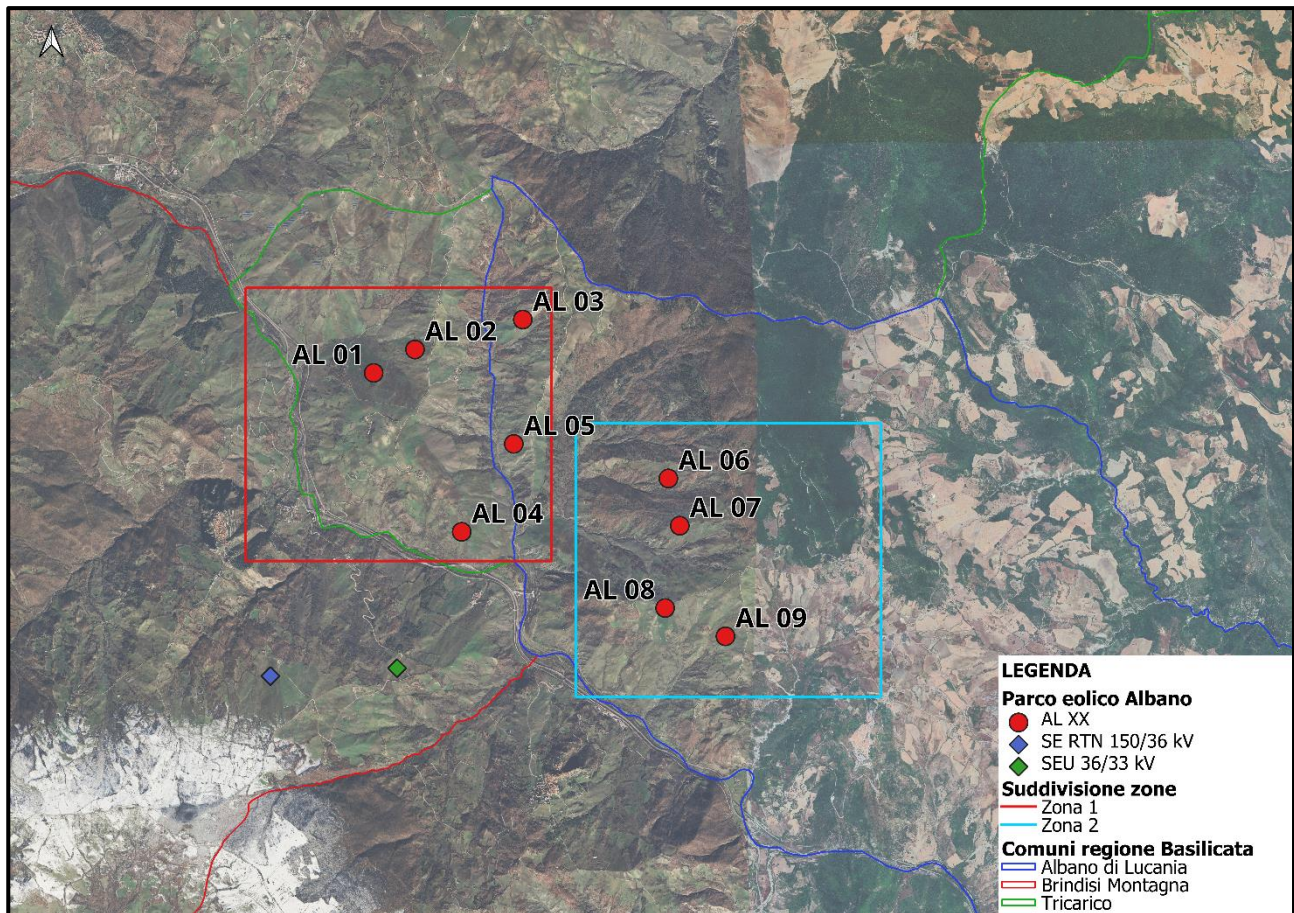 AL 03
AL 02
AL 01
AL 05
AL 06
AL 07
AL 04
AL 08
AL 09
LEGENDA
Parco eolico Albano
AL XX
SE RTN 150/36 kV
SEU 36/33 kV
Suddivisione zone
Zona 1
Zona 2
Comuni regione Basilicata
Albano di Lucania
Brindisi Montagna
Tricarico